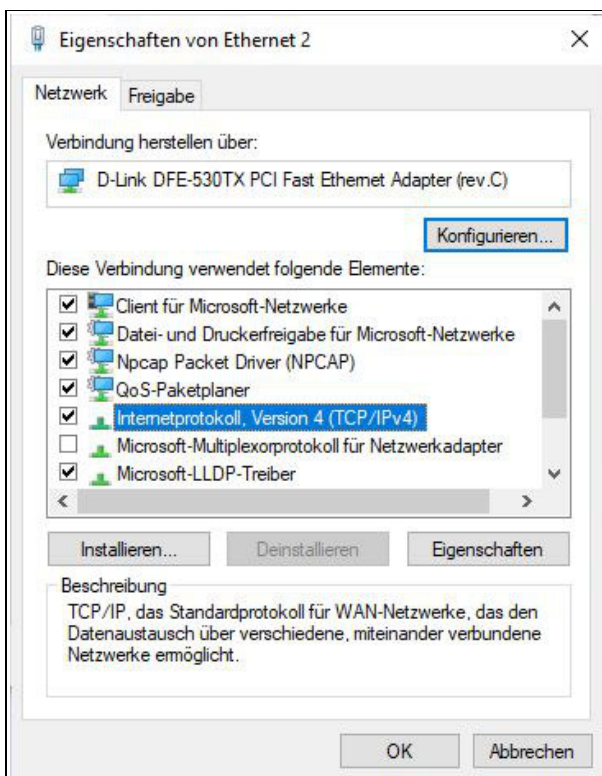 Eigenschaften von Ethernet 2
Netzwerk Freigabe
Verbindung herstellen über:
D-Link DFE-530TX PCI Fast Ethernet Adapter (rev.C)
Konfigurieren...
Diese Verbindung verwendet folgende Elemente:
Client für Microsoft-Netzwerke
Datei- und Druckerfreigabe für Microsoft-Netzwerke
Npcap Packet Driver (NPCAP)
QoS-Paketplaner
Internetprotokoll, Version 4 (TCP/IPv4)
Microsoft-Multiplexorprotokoll für Netzwerkadapter
Microsoft-LLDP-Treiber
Installieren... Deinstallieren Eigenschaften
Beschreibung
TCP/IP, das Standardprotokoll für WAN-Netzwerke, das den
Datenaustausch über verschiedene, miteinander verbundene
Netzwerke ermöglicht.
OK Abbrechen